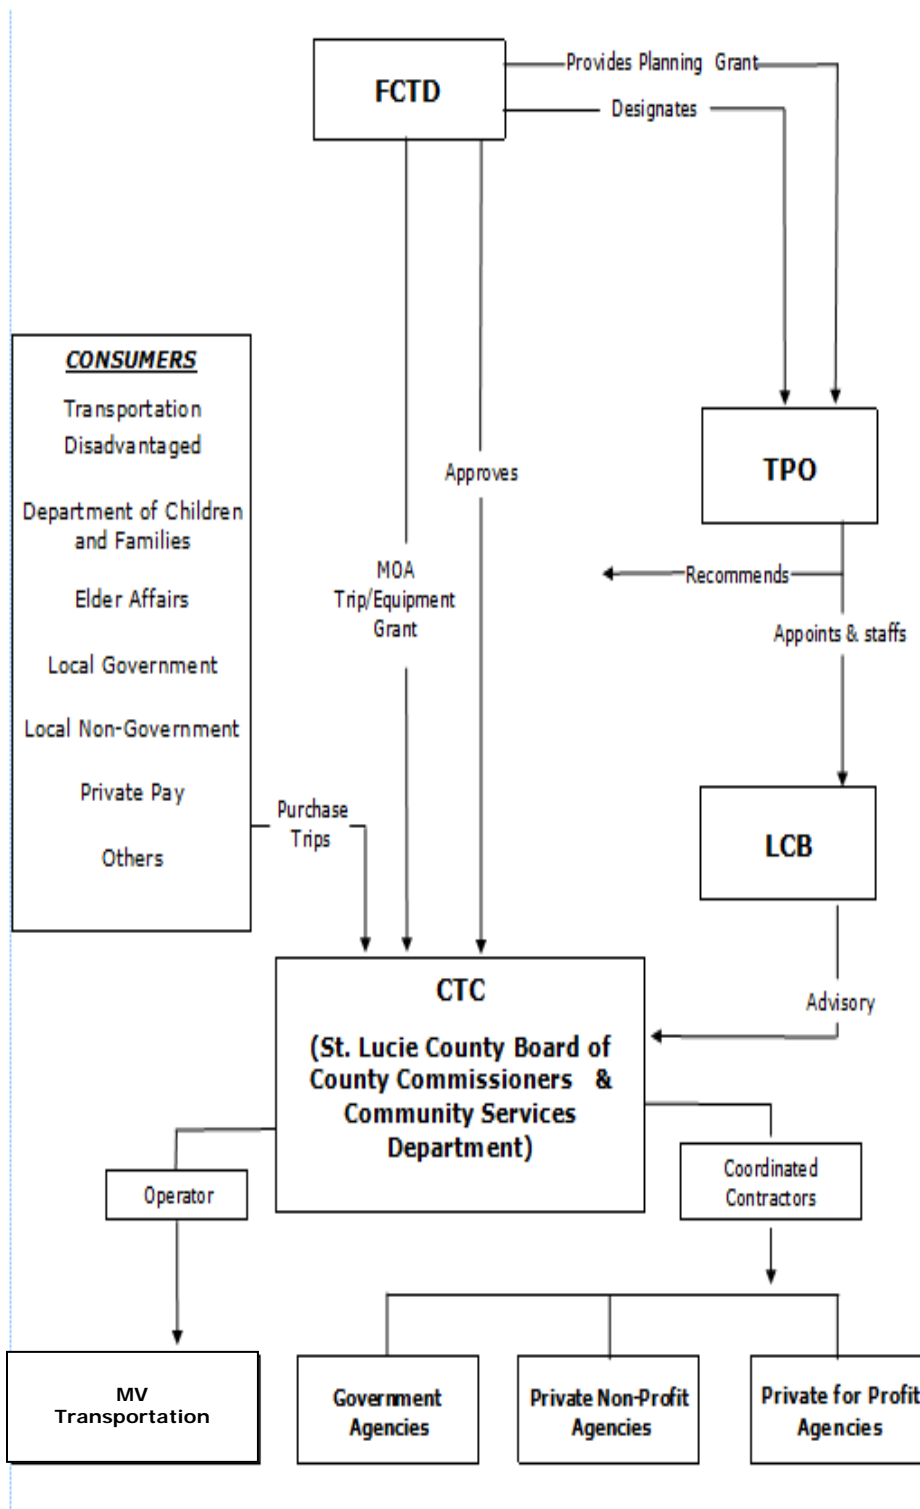 FCTD
Provides Planning Grant
Designates
CONSUMERS
Transportation
Disadvantaged
Department of Children
and Families
Elder Affairs
Local Government
Local Non-Government
Private Pay
Others
Approves
TPO
MOA
Trip/Equipment
Grant
Recommends
Appoints & staffs
Purchase
Trips
LCB
Advisory
CTC
(St. Lucie County Board of
County Commissioners &
Community Services
Department)
Operator
Coordinated
Contractors
MV
Transportation
Government
Agencies
Private Non-Profit
Agencies
Private for Profit
Agencies